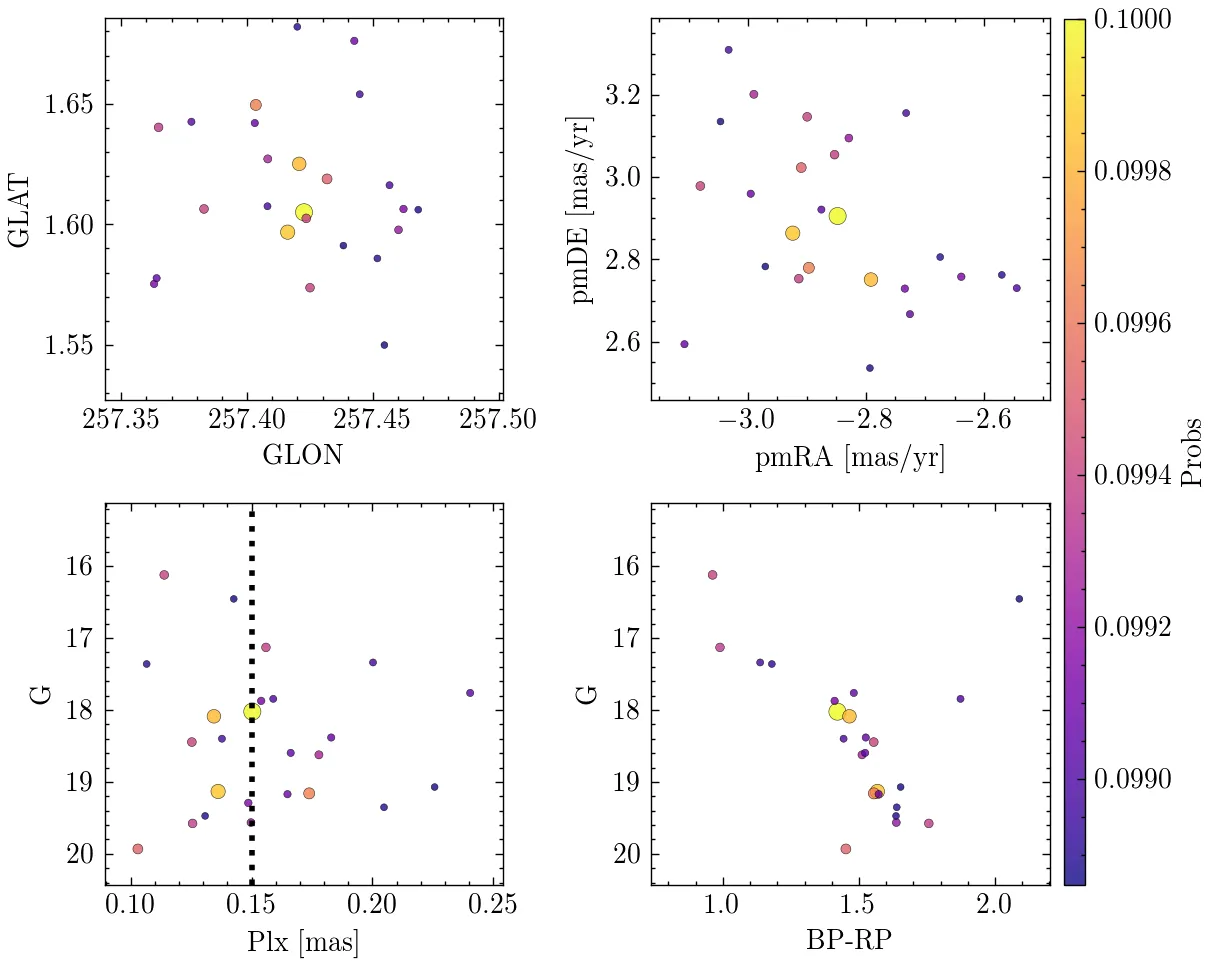 1.65
1.60
1.55
GLAT
257.35 257.40 257.45 257.50
GLON
3.2
3.0
2.8
2.6
pmDE [mas/yr]
−3.0 −2.8 −2.6
pmRA [mas/yr]
0.1000
0.0998
0.0996
0.0994
0.0992
0.0990
Probs
16
17
18
19
20
G
0.10 0.15 0.20 0.25
Plx [mas]
16
17
18
19
20
G
1.0 1.5 2.0
BP-RP